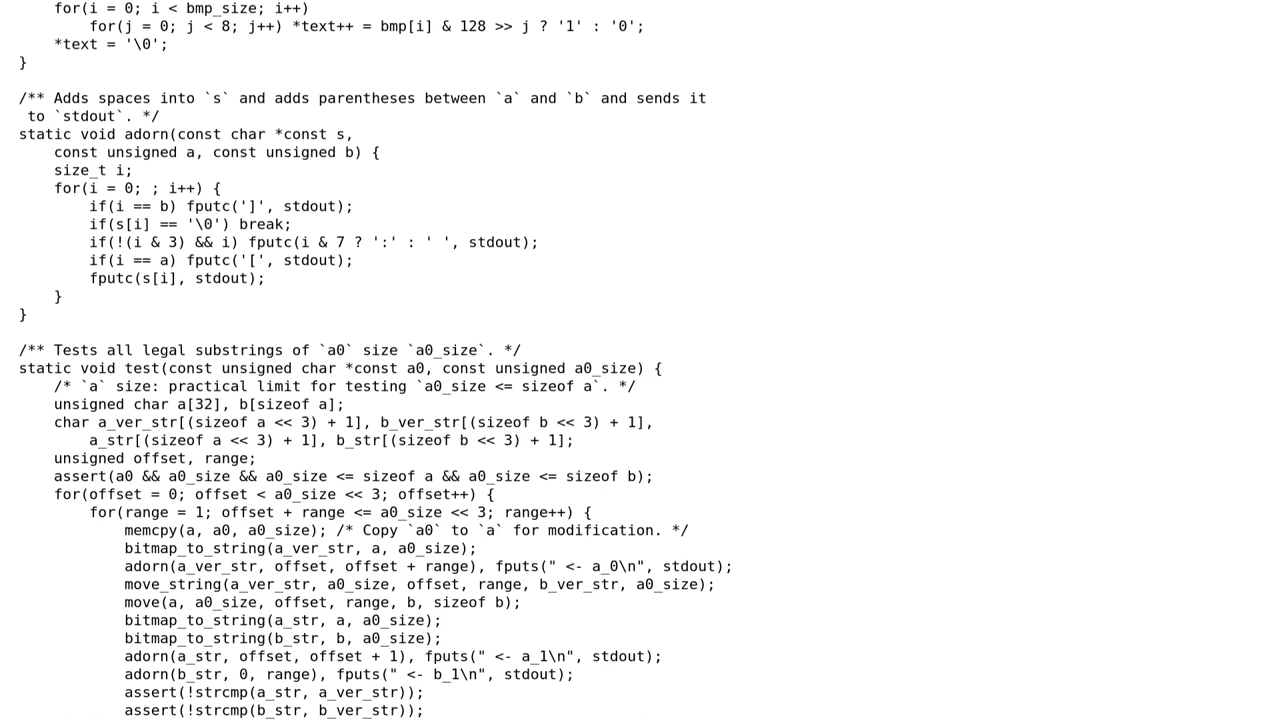 for(i = 0; i < bmp_size; i++)
        for(j = 0; j < 8; j++) *text++ = bmp[i] & 128 >> j ? '1' : '0';
    *text = '\0';
}

/** Adds spaces into `s` and adds parentheses between `a` and `b` and sends it
 to `stdout`. */
static void adorn(const char *const s,
    const unsigned a, const unsigned b) {
    size_t i;
    for(i = 0; ; i++) {
        if(i == b) fputc(']', stdout);
        if(s[i] == '\0') break;
        if(!(i & 3) && i) fputc(i & 7 ? ':' : ' ', stdout);
        if(i == a) fputc('[', stdout);
        fputc(s[i], stdout);
    }
}

/** Tests all legal substrings of `a0` size `a0_size`. */
static void test(const unsigned char *const a0, const unsigned a0_size) {
    /* `a` size: practical limit for testing `a0_size <= sizeof a`. */
    unsigned char a[32], b[sizeof a];
    char a_ver_str[(sizeof a << 3) + 1], b_ver_str[(sizeof b << 3) + 1],
        a_str[(sizeof a << 3) + 1], b_str[(sizeof b << 3) + 1];
    unsigned offset, range;
    assert(a0 && a0_size && a0_size <= sizeof a && a0_size <= sizeof b);
    for(offset = 0; offset < a0_size << 3; offset++) {
        for(range = 1; offset + range <= a0_size << 3; range++) {
            memcpy(a, a0, a0_size); /* Copy `a0` to `a` for modification. */
            bitmap_to_string(a_ver_str, a, a0_size);
            adorn(a_ver_str, offset, offset + range), fputs(" <- a_0\n", stdout);
            move_string(a_ver_str, a0_size, offset, range, b_ver_str, a0_size);
            move(a, a0_size, offset, range, b, sizeof b);
            bitmap_to_string(a_str, a, a0_size);
            bitmap_to_string(b_str, b, a0_size);
            adorn(a_str, offset, offset + 1), fputs(" <- a_1\n", stdout);
            adorn(b_str, 0, range), fputs(" <- b_1\n", stdout);
            assert(!strcmp(a_str, a_ver_str));
            assert(!strcmp(b_str, b_ver_str));